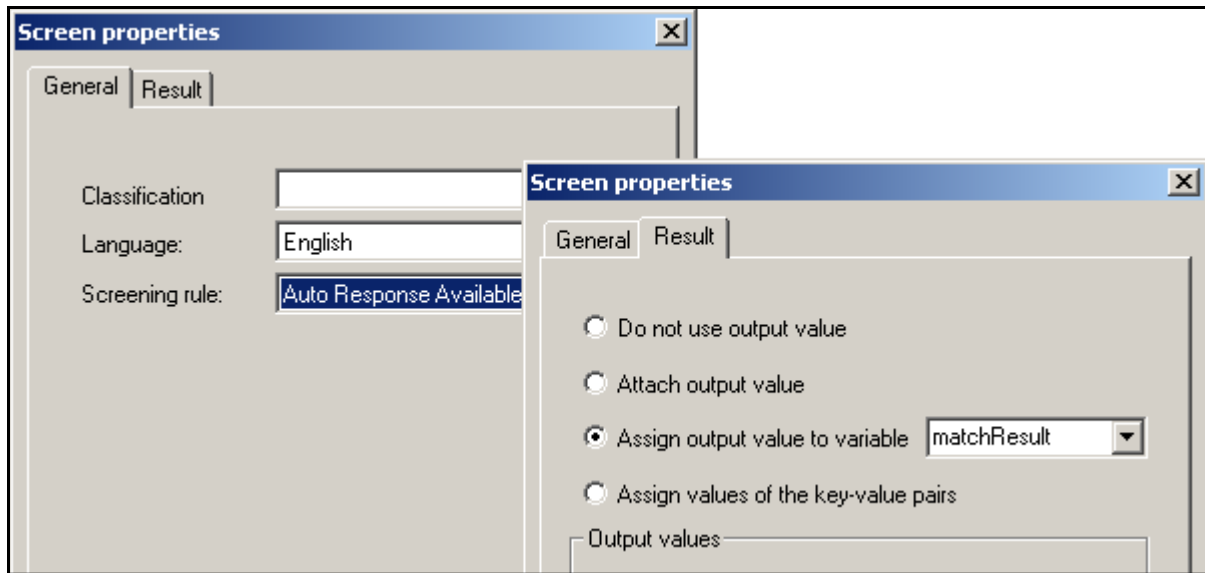 Screen properties
General
Result
Classification
Language:
English
Screening rule:
Auto Response Available
Screen properties
General
Result
Do not use output value
Attach output value
Assign output value to variable
matchResult
Assign values of the key-value pairs
Output values